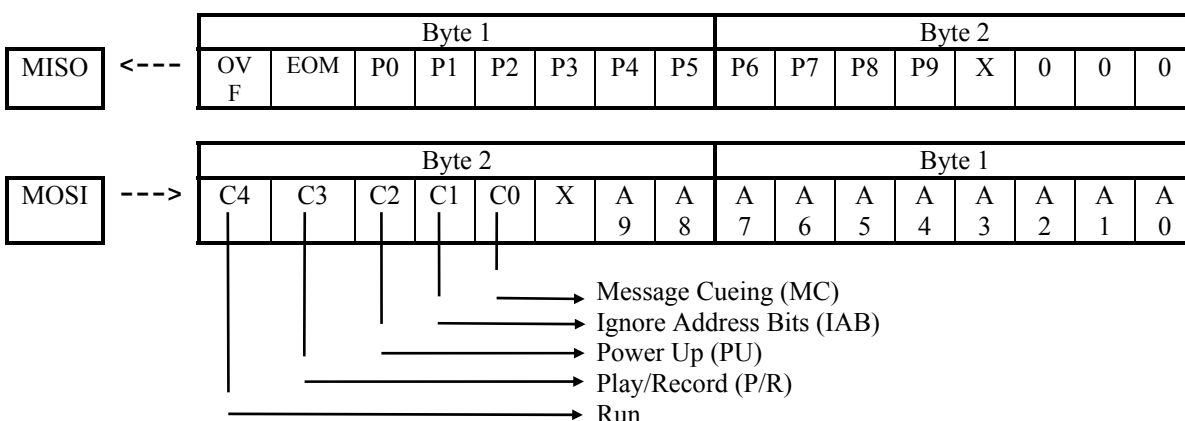 Byte 1 Byte 2
MISO <--- OV EOM P0 P1 P2 P3 P4 P5 P6 P7 P8 P9 X 0 0 0
F
Byte 2 Byte 1
MOSI ---> C4 C3 C2 C1 C0 X A A A A A A A A A A
9 8 7 6 5 4 3 2 1 0
Message Cueing (MC)
Ignore Address Bits (IAB)
Power Up (PU)
Play/Record (P/R)
Run